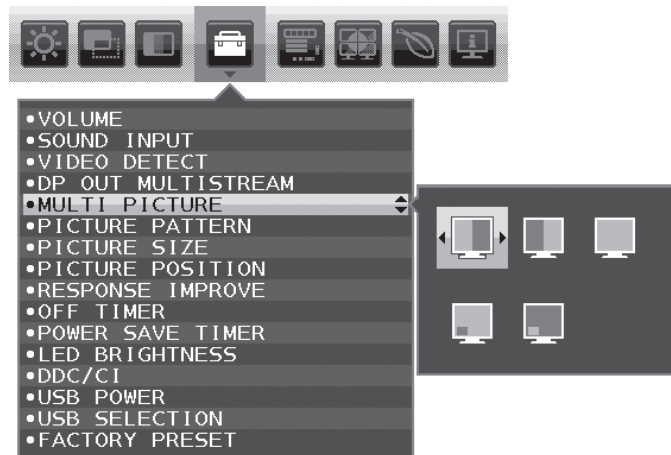 •VOLUME
•SOUND INPUT
•VIDEO DETECT
•DP OUT MULTISTREAM
•MULTI PICTURE
•PICTURE PATTERN
•PICTURE SIZE
•PICTURE POSITION
•RESPONSE IMPROVE
•OFF TIMER
•POWER SAVE TIMER
•LED BRIGHTNESS
•DDC/CI
•USB POWER
•USB SELECTION
•FACTORY PRESET